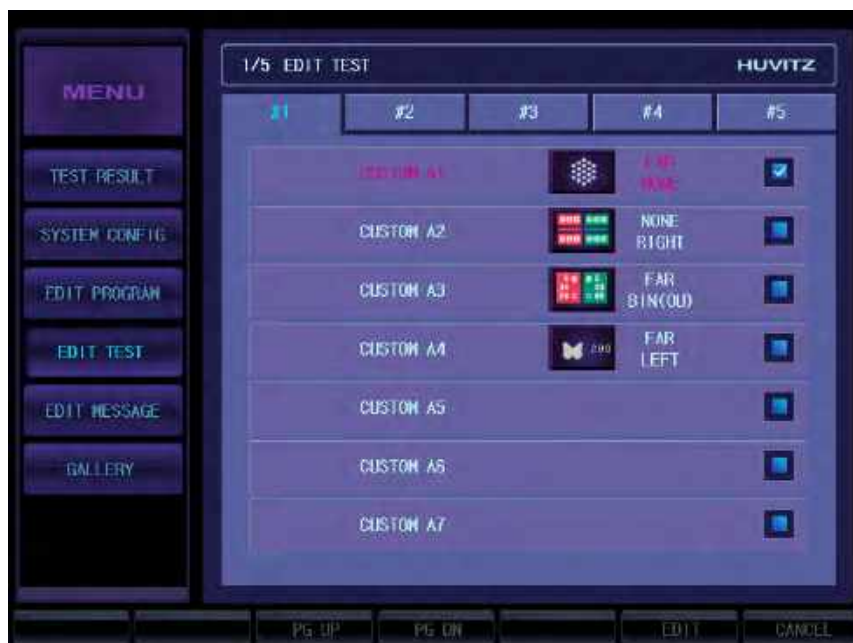 MENU
TEST RESULT
SYSTEM CONFIG
EDIT PROGRAM
EDIT TEST
EDIT MESSAGE
GALLERY
1/5 EDIT TEST
HUVITZ
#1 #2 #3 #4 #5
CUSTOM A1
FAR
NONE
CUSTOM A2
NONE
RIGHT
CUSTOM A3
FAR
BIN(OU)
CUSTOM A4
FAR
LEFT
CUSTOM A5
CUSTOM A6
CUSTOM A7
PG UP PG DN EDIT CANCEL